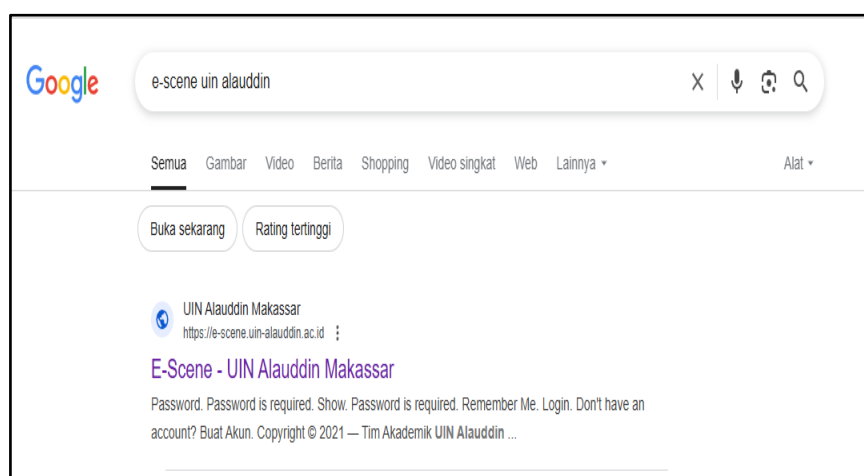 Google
e-scene uin alauddin
Semua Gambar Video Berita Shopping Video singkat Web Lainnya Alat
Buka sekarang Rating tertinggi
UIN Alauddin Makassar
https://e-scene.uin-alauddin.ac.id
E-Scene - UIN Alauddin Makassar
Password. Password is required. Show. Password is required. Remember Me. Login. Don't have an
account? Buat Akun. Copyright © 2021 — Tim Akademik UIN Alauddin ...